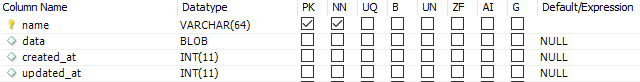 Column Name Datatype PK NN UQ B UN ZF AI G Default/Expression
name VARCHAR(64)
data BLOB NULL
created_at INT(11) NULL
updated_at INT(11) NULL